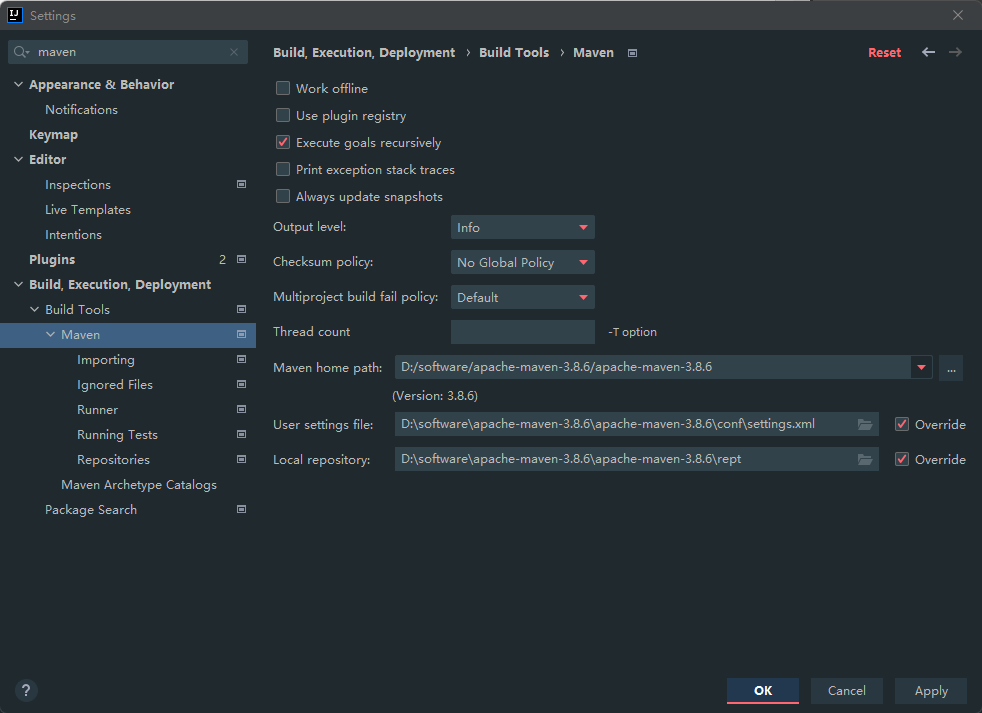 IJ Settings
maven
Appearance & Behavior
Notifications
Keymap
Editor
Inspections
Live Templates
Intentions
Plugins 2
Build, Execution, Deployment
Build Tools
Maven
Importing
Ignored Files
Runner
Running Tests
Repositories
Maven Archetype Catalogs
Package Search
?
Build, Execution, Deployment › Build Tools › Maven Reset
Work offline
Use plugin registry
Execute goals recursively
Print exception stack traces
Always update snapshots
Output level: Info
Checksum policy: No Global Policy
Multiproject build fail policy: Default
Thread count -T option
Maven home path: D:/software/apache-maven-3.8.6/apache-maven-3.8.6 ...
(Version: 3.8.6)
User settings file: D:\software\apache-maven-3.8.6\apache-maven-3.8.6\conf\settings.xml Override
Local repository: D:\software\apache-maven-3.8.6\apache-maven-3.8.6\rept Override
OK Cancel Apply